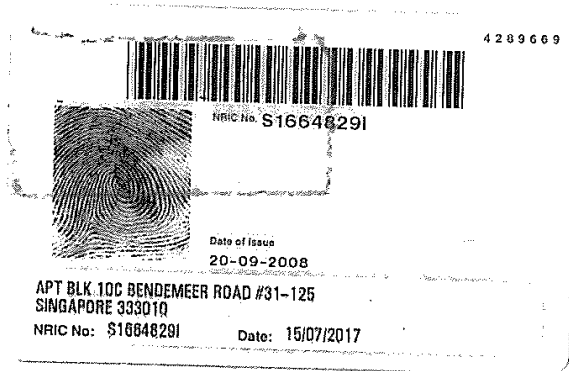 4289669
NRIC No. S1664829I
Date of Issue
20-09-2008
APT BLK 10C BENDEMEER ROAD #31-125
SINGAPORE 333010
NRIC No: S1664829I Date: 15/07/2017